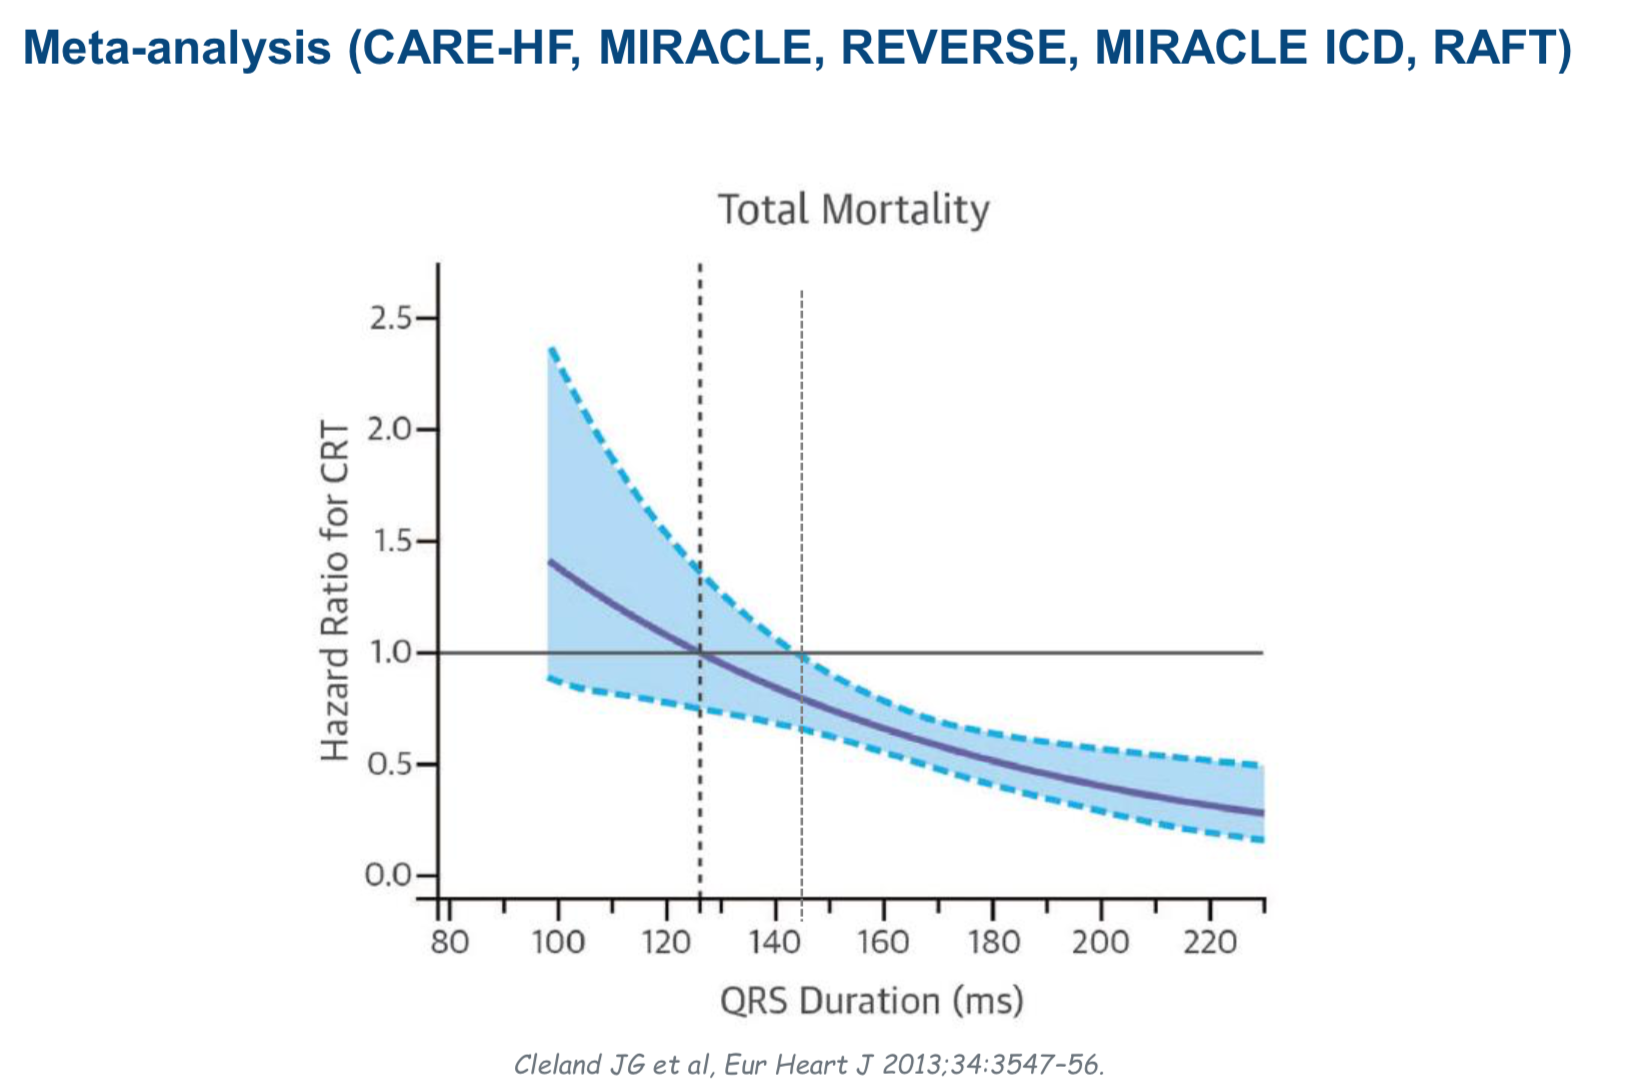 Meta-analysis (CARE-HF, MIRACLE, REVERSE, MIRACLE ICD, RAFT)
Total Mortality
Hazard Ratio for CRT
2.5
2.0
1.5
1.0
0.5
0.0
80 100 120 140 160 180 200 220
QRS Duration (ms)
Cleland JG et al, Eur Heart J 2013;34:3547-56.